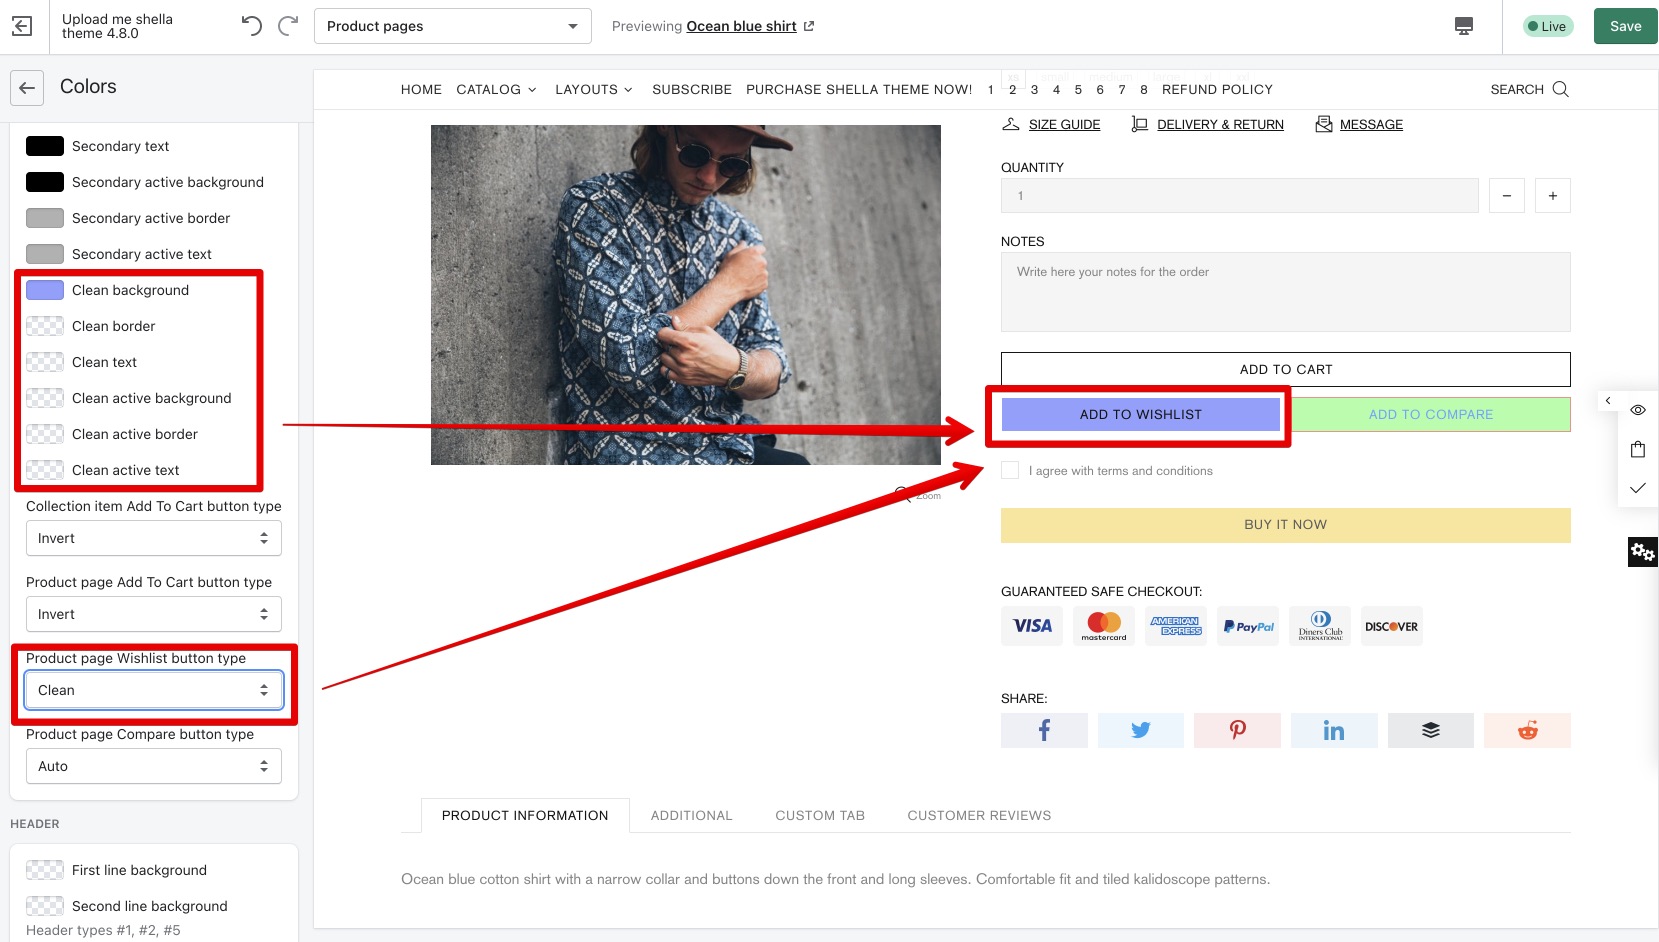 Upload me shella
theme 4.8.0
Product pages
Previewing Ocean blue shirt
Live
Save
Colors
Secondary text
Secondary active background
Secondary active border
Secondary active text
Clean background
Clean border
Clean text
Clean active background
Clean active border
Clean active text
Collection item Add To Cart button type
Invert
Product page Add To Cart button type
Invert
Product page Wishlist button type
Clean
Product page Compare button type
Auto
HEADER
First line background
Second line background
Header types #1, #2, #5
xs small medium large xl xxl
HOME CATALOG LAYOUTS SUBSCRIBE PURCHASE SHELLA THEME NOW! 1 2 3 4 5 6 7 8 REFUND POLICY SEARCH
SIZE GUIDE DELIVERY & RETURN MESSAGE
QUANTITY
1 − +
NOTES
Write here your notes for the order
ADD TO CART
ADD TO WISHLIST ADD TO COMPARE
I agree with terms and conditions
Zoom
BUY IT NOW
GUARANTEED SAFE CHECKOUT:
VISA
mastercard
AMERICAN
EXPRESS
PayPal
Diners Club
INTERNATIONAL
DISCOVER
SHARE:
PRODUCT INFORMATION ADDITIONAL CUSTOM TAB CUSTOMER REVIEWS
Ocean blue cotton shirt with a narrow collar and buttons down the front and long sleeves. Comfortable fit and tiled kalidoscope patterns.